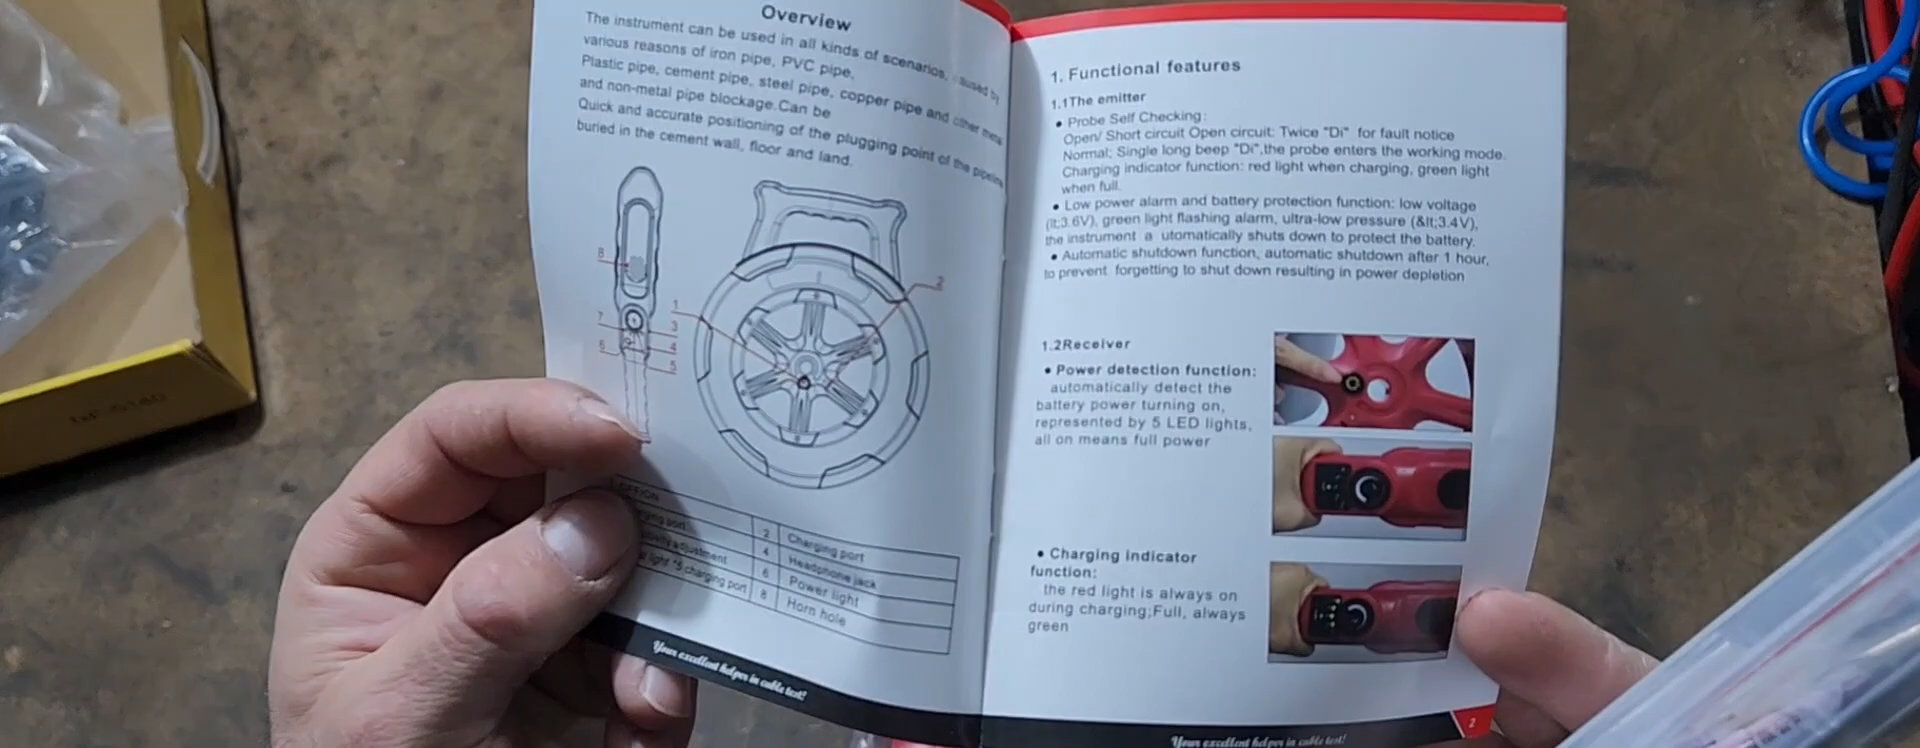 Overview
The instrument can be used in all kinds of scenarios, caused by
various reasons of iron pipe, PVC pipe,
Plastic pipe, cement pipe, steel pipe, copper pipe and other metal
and non-metal pipe blockage.Can be
Quick and accurate positioning of the plugging point of the pipeline
buried in the cement wall, floor and land.
8
7
6
1
3
4
5
2
2 Charging port
4 Headphone jack
light *5 charging port 6 Power light
8 Horn hole
Your excellent helper in cable test!
1. Functional features
1.1The emitter
• Probe Self Checking:
Open/ Short circuit Open circuit: Twice "Di" for fault notice
Normal; Single long beep "Di",the probe enters the working mode.
Charging indicator function: red light when charging, green light
when full.
• Low power alarm and battery protection function: low voltage
(lt;3.6V), green light flashing alarm, ultra-low pressure (&lt;3.4V),
the instrument a utomatically shuts down to protect the battery.
• Automatic shutdown function, automatic shutdown after 1 hour,
to prevent forgetting to shut down resulting in power depletion
1.2Receiver
• Power detection function:
automatically detect the
battery power turning on,
represented by 5 LED lights,
all on means full power
• Charging indicator
function:
the red light is always on
during charging;Full, always
green
2
Your excellent helper in cable test!